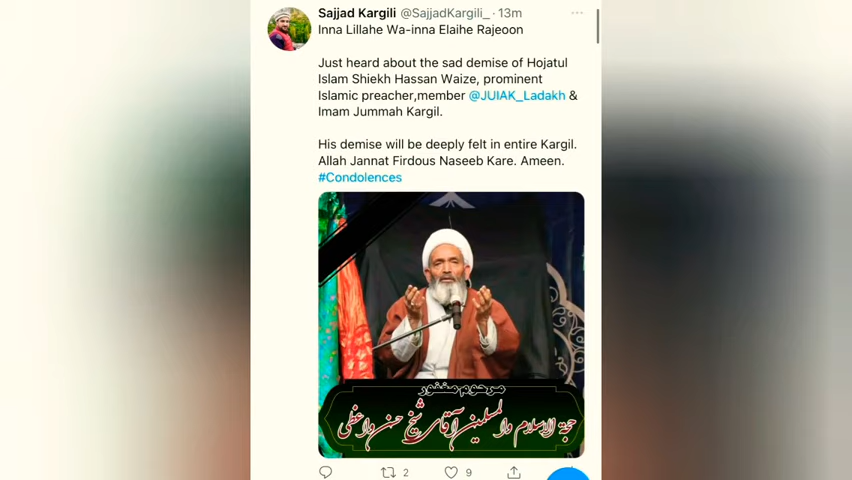 Sajjad Kargili @SajjadKargili_ · 13m
Inna Lillahe Wa-inna Elaihe Rajeoon
Just heard about the sad demise of Hojatul
Islam Shiekh Hassan Waize, prominent
Islamic preacher,member @JUIAK_Ladakh &
Imam Jummah Kargil.
His demise will be deeply felt in entire Kargil.
Allah Jannat Firdous Naseeb Kare. Ameen.
#Condolences
مرحوم مغفور
حجة الاسلام والمسلمین آقای شیخ حسن واعظی
2
9